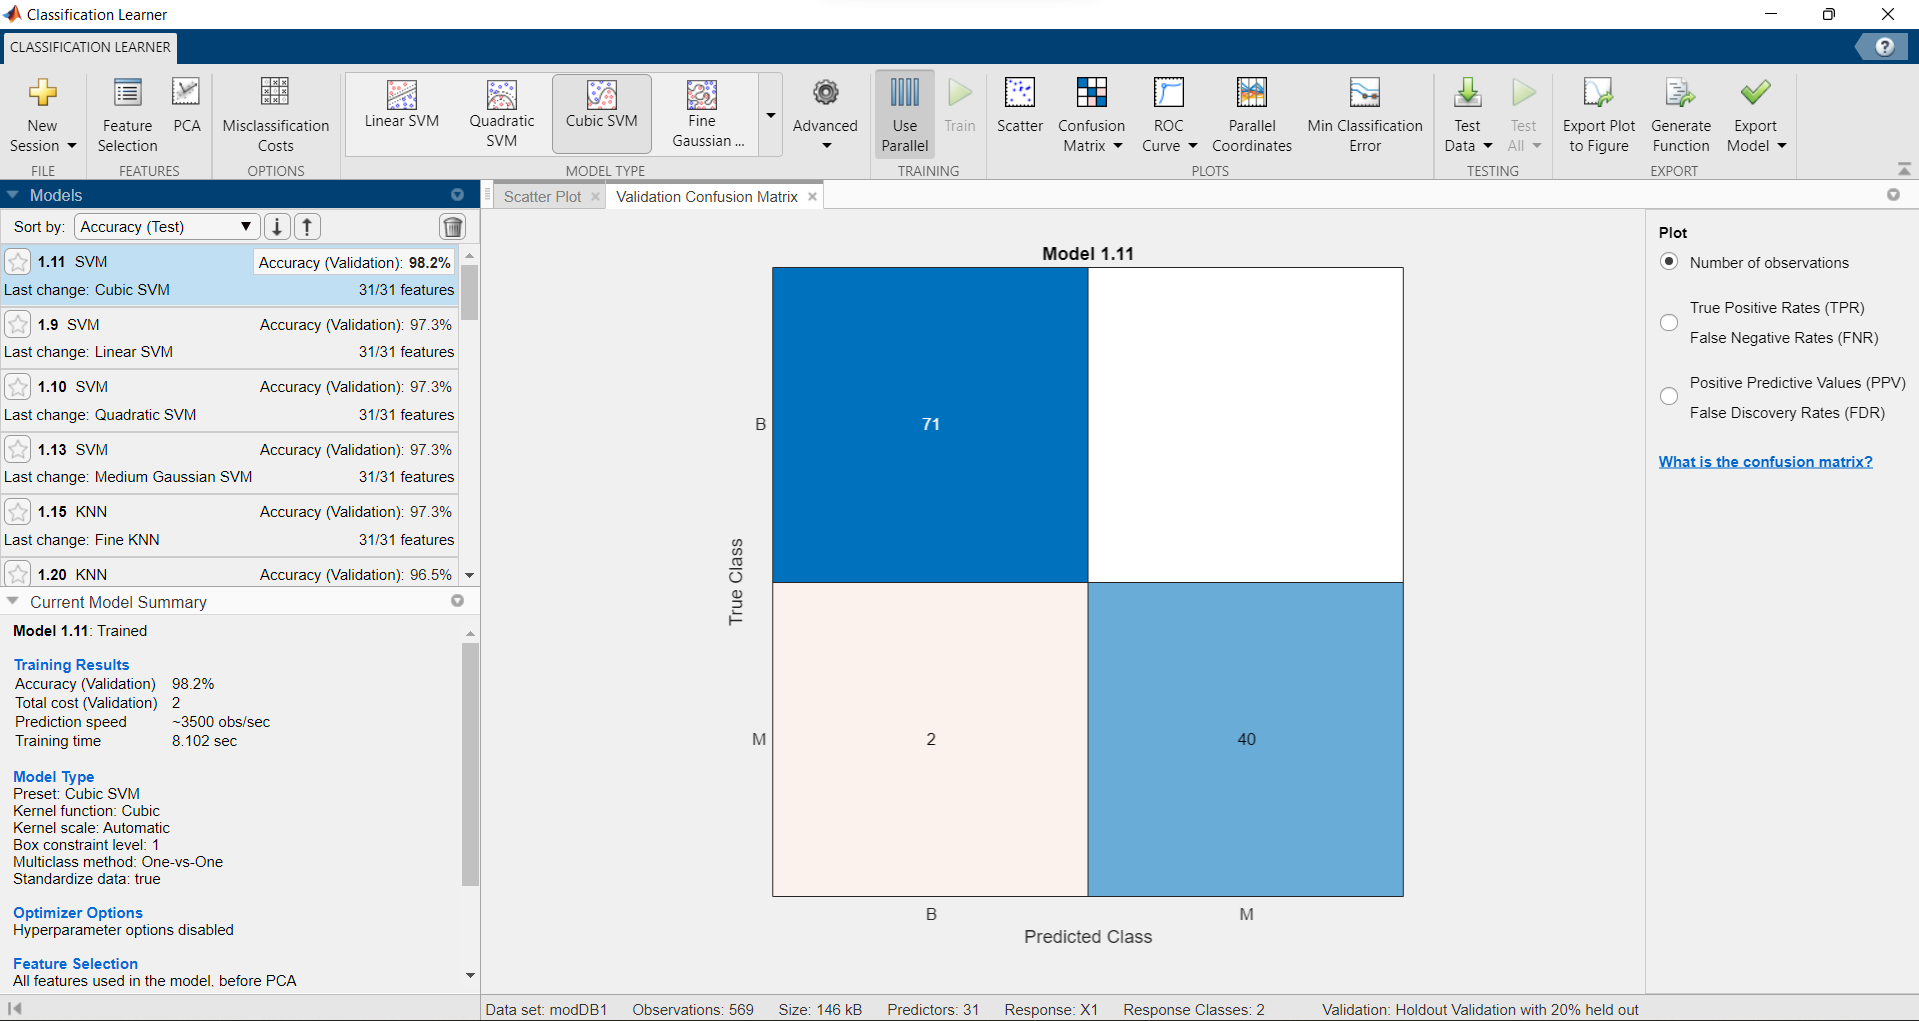 Classification Learner
CLASSIFICATION LEARNER
New Session
Feature Selection
PCA
Misclassification Costs
Linear SVM
Quadratic SVM
Cubic SVM
Fine Gaussian ...
Advanced
Use Parallel
Train
Scatter
Confusion Matrix
ROC Curve
Parallel Coordinates
Min Classification Error
Test Data
Test All
Export Plot to Figure
Generate Function
Export Model
FILE
FEATURES
OPTIONS
MODEL TYPE
TRAINING
PLOTS
TESTING
EXPORT
Models
Sort by: Accuracy (Test)
1.11 SVM Accuracy (Validation): 98.2%
Last change: Cubic SVM 31/31 features
1.9 SVM Accuracy (Validation): 97.3%
Last change: Linear SVM 31/31 features
1.10 SVM Accuracy (Validation): 97.3%
Last change: Quadratic SVM 31/31 features
1.13 SVM Accuracy (Validation): 97.3%
Last change: Medium Gaussian SVM 31/31 features
1.15 KNN Accuracy (Validation): 97.3%
Last change: Fine KNN 31/31 features
1.20 KNN Accuracy (Validation): 96.5%
Current Model Summary
Model 1.11: Trained
Training Results
Accuracy (Validation) 98.2%
Total cost (Validation) 2
Prediction speed ~3500 obs/sec
Training time 8.102 sec
Model Type
Preset: Cubic SVM
Kernel function: Cubic
Kernel scale: Automatic
Box constraint level: 1
Multiclass method: One-vs-One
Standardize data: true
Optimizer Options
Hyperparameter options disabled
Feature Selection
All features used in the model, before PCA
Scatter Plot
Validation Confusion Matrix
Model 1.11
B
71
True Class
M
2
40
B
M
Predicted Class
Plot
Number of observations
True Positive Rates (TPR)
False Negative Rates (FNR)
Positive Predictive Values (PPV)
False Discovery Rates (FDR)
What is the confusion matrix?
Data set: modDB1 Observations: 569 Size: 146 kB Predictors: 31 Response: X1 Response Classes: 2 Validation: Holdout Validation with 20% held out